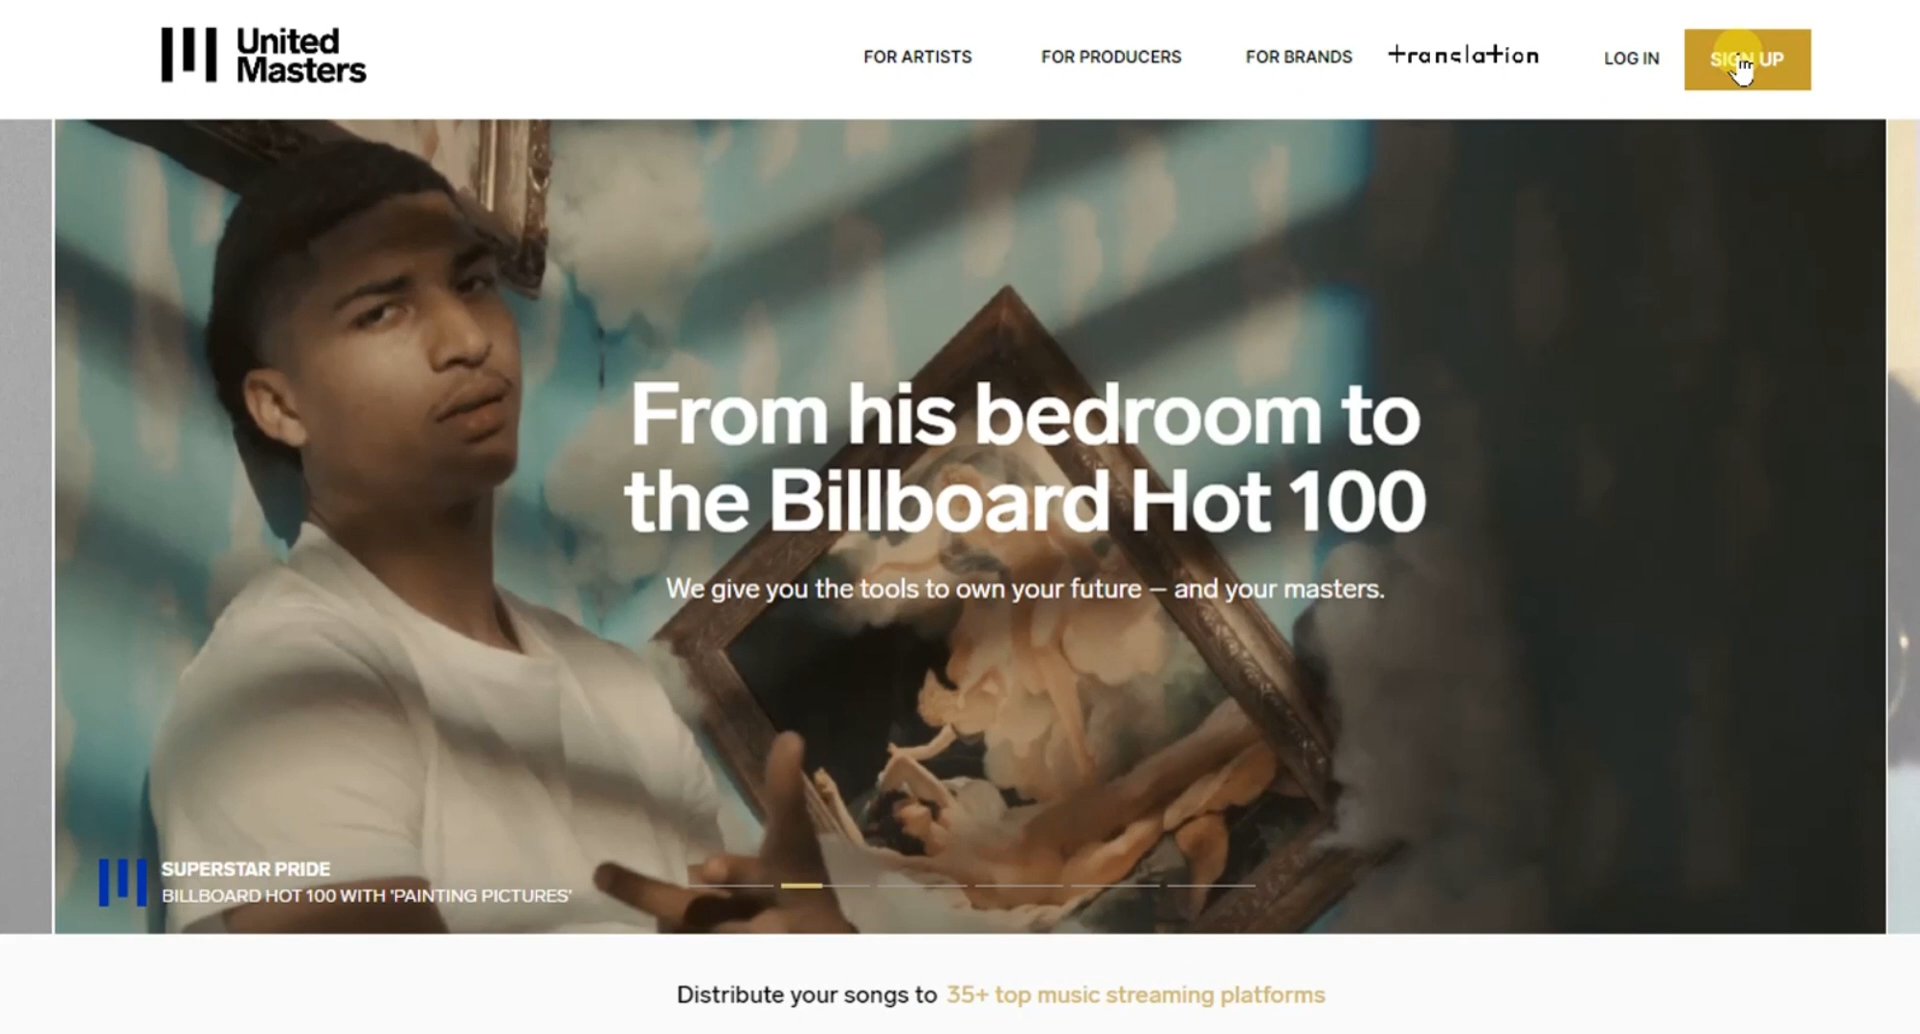 United
Masters
FOR ARTISTS
FOR PRODUCERS
FOR BRANDS
translation
LOG IN
SIGN UP
From his bedroom to
the Billboard Hot 100
We give you the tools to own your future – and your masters.
SUPERSTAR PRIDE
BILLBOARD HOT 100 WITH 'PAINTING PICTURES'
Distribute your songs to 35+ top music streaming platforms